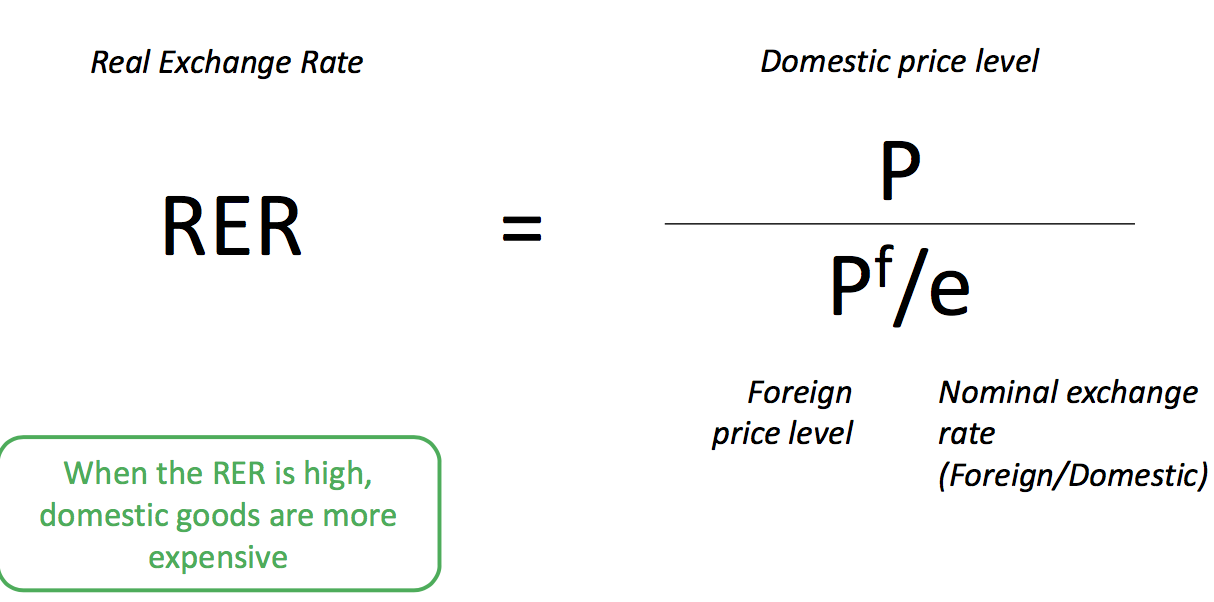 Real Exchange Rate
Domestic price level
RER
=
P
Pᶠ/e
Foreign
price level
Nominal exchange
rate
(Foreign/Domestic)
When the RER is high,
domestic goods are more
expensive